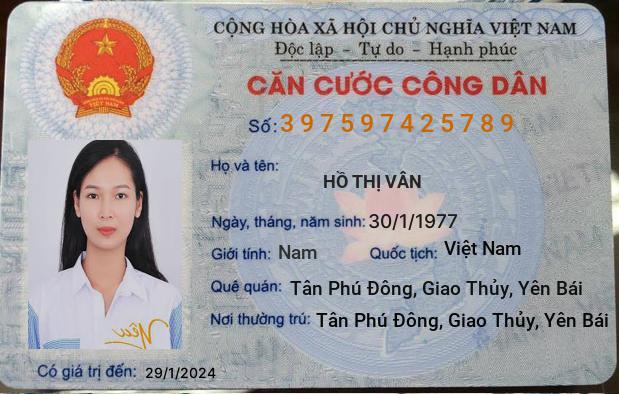 CỘNG HÒA XÃ HỘI CHỦ NGHĨA VIỆT NAM
Độc lập - Tự do - Hạnh phúc
CĂN CƯỚC CÔNG DÂN
Số: 397597425789
Họ và tên:
HỒ THỊ VÂN
Ngày, tháng, năm sinh: 30/1/1977
Giới tính: Nam Quốc tịch: Việt Nam
Quê quán: Tân Phú Đông, Giao Thủy, Yên Bái
Nơi thường trú: Tân Phú Đông, Giao Thủy, Yên Bái
Có giá trị đến: 29/1/2024
VIỆT NAM